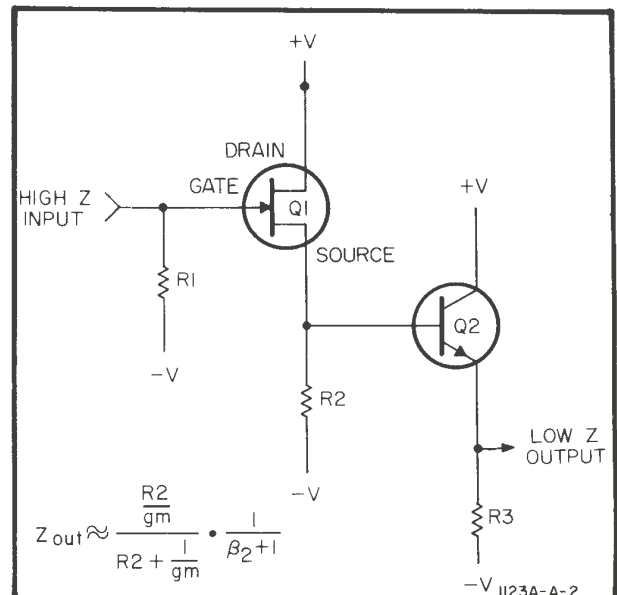 +V
DRAIN
GATE
HIGH Z
INPUT
Q1
+V
SOURCE
R1
Q2
-V
R2
LOW Z
OUTPUT
-V
R3
Zout ≈ (R2/gm)/(R2 + 1/gm) • 1/(β2+1)
-V
1123A-A-2